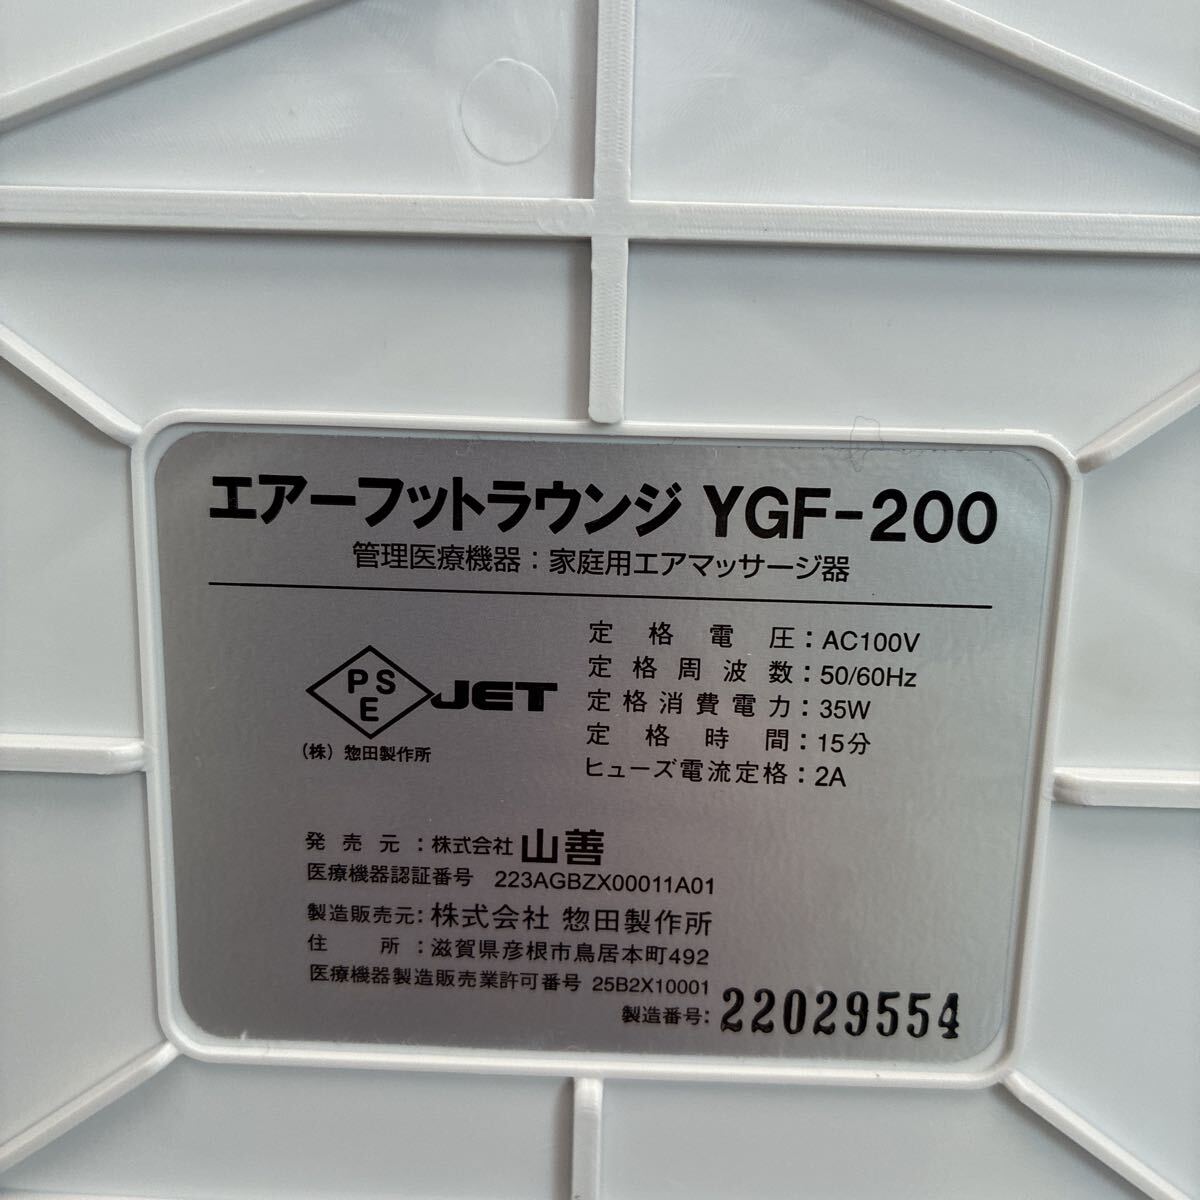 エアーフットラウンジ YGF-200
管理医療機器：家庭用エアマッサージ器
PSE JET
（株）惣田製作所
定格電圧：AC100V
定格周波数：50/60Hz
定格消費電力：35W
定格時間：15分
ヒューズ電流定格：2A
発売元：株式会社 山善
医療機器認証番号 223AGBZX00011A01
製造販売元：株式会社 惣田製作所
住所：滋賀県彦根市鳥居本町492
医療機器製造販売業許可番号 25B2X10001
製造番号：22029554